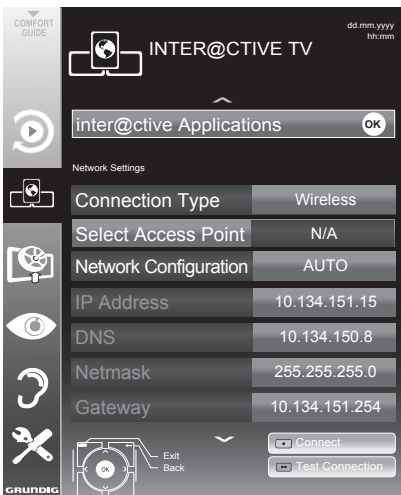 COMFORT
GUIDE
INTER@CTIVE TV
dd.mm.yyyy
hh:mm
inter@ctive Applications
OK
Network Settings
Connection Type Wireless
Select Access Point N/A
Network Configuration AUTO
IP Address 10.134.151.15
DNS 10.134.150.8
Netmask 255.255.255.0
Gateway 10.134.151.254
OK
Exit
Back
Connect
Test Connection
GRUNDIG